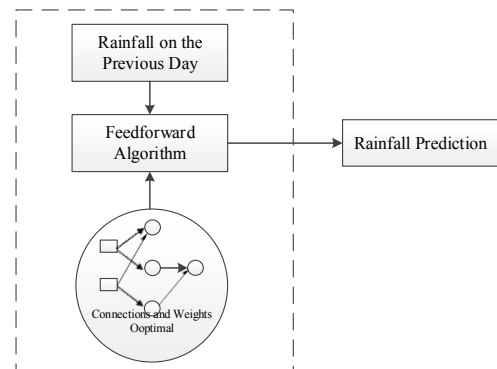 Rainfall on the
Previous Day
Feedforward
Algorithm
Rainfall Prediction
Connections and Weights
Ooptimal